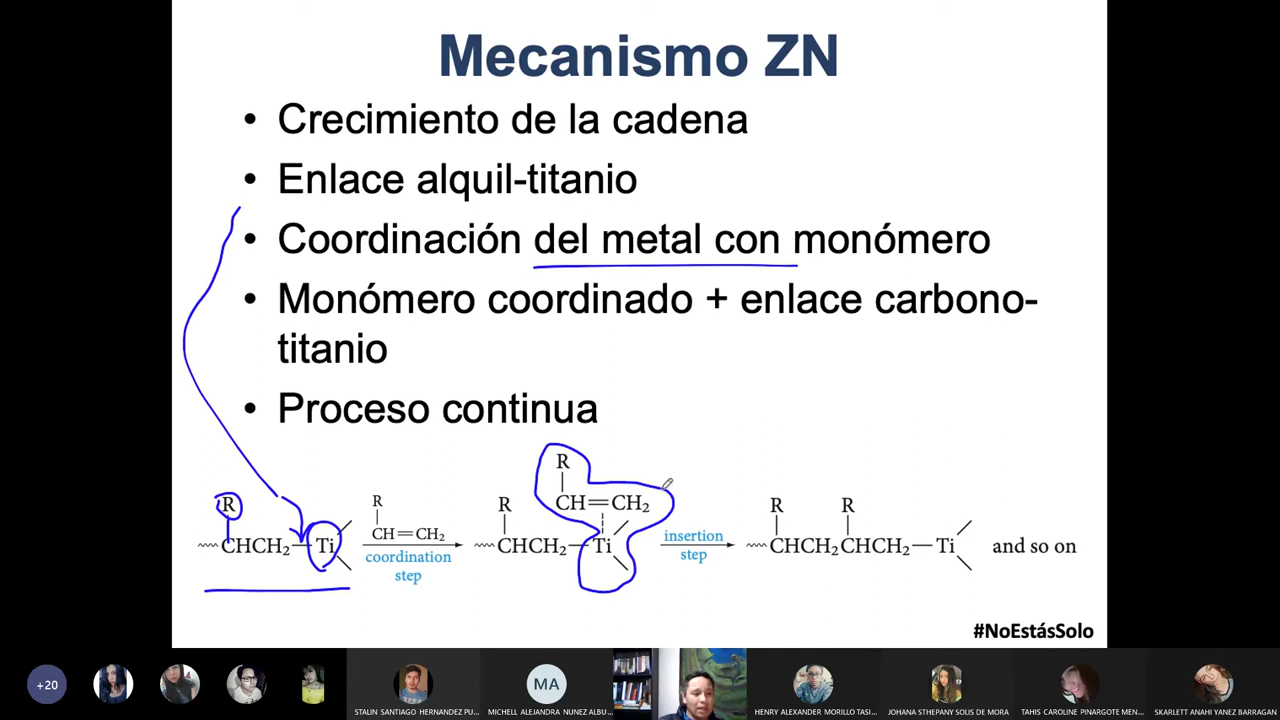 Mecanismo ZN
• Crecimiento de la cadena
• Enlace alquil-titanio
• Coordinación del metal con monómero
• Monómero coordinado + enlace carbono-
titanio
• Proceso continua
R
CHCH₂—Ti
R
CH=CH₂
coordination
step
R
CHCH₂—Ti
R
CH=CH₂
insertion
step
R R
CHCH₂CHCH₂—Ti
and so on
#NoEstásSolo
+20
STALIN SANTIAGO HERNANDEZ PU...
MA
MICHELL ALEJANDRA NUNEZ ALBU...
HENRY ALEXANDER MORILLO TASI...
JOHANA STHEPANY SOLIS DE MORA
TAHIS CAROLINE PINARGOTE MEN...
SKARLETT ANAHI YANEZ BARRAGAN